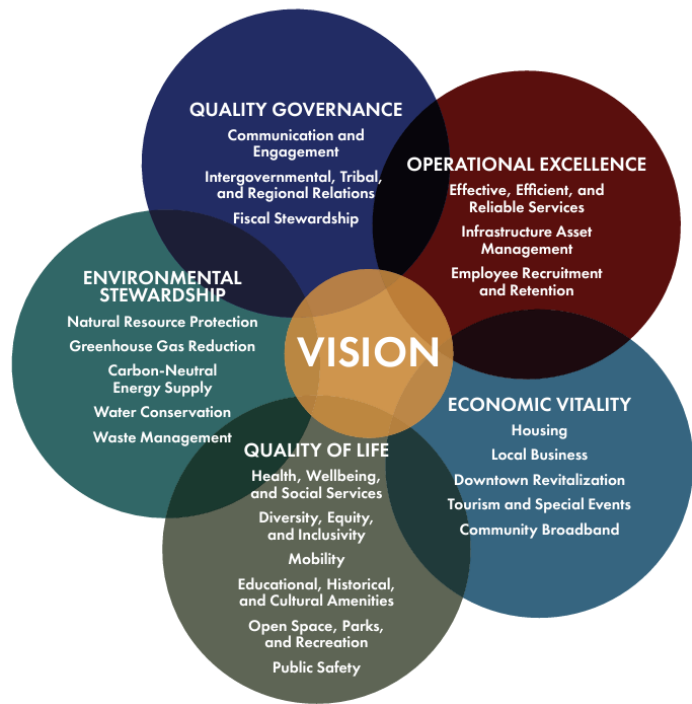 QUALITY GOVERNANCE
Communication and
Engagement
Intergovernmental, Tribal,
and Regional Relations
Fiscal Stewardship
OPERATIONAL EXCELLENCE
Effective, Efficient, and
Reliable Services
Infrastructure Asset
Management
Employee Recruitment
and Retention
ENVIRONMENTAL
STEWARDSHIP
Natural Resource Protection
Greenhouse Gas Reduction
Carbon-Neutral
Energy Supply
Water Conservation
Waste Management
VISION
ECONOMIC VITALITY
Housing
Local Business
Downtown Revitalization
Tourism and Special Events
Community Broadband
QUALITY OF LIFE
Health, Wellbeing,
and Social Services
Diversity, Equity,
and Inclusivity
Mobility
Educational, Historical,
and Cultural Amenities
Open Space, Parks,
and Recreation
Public Safety